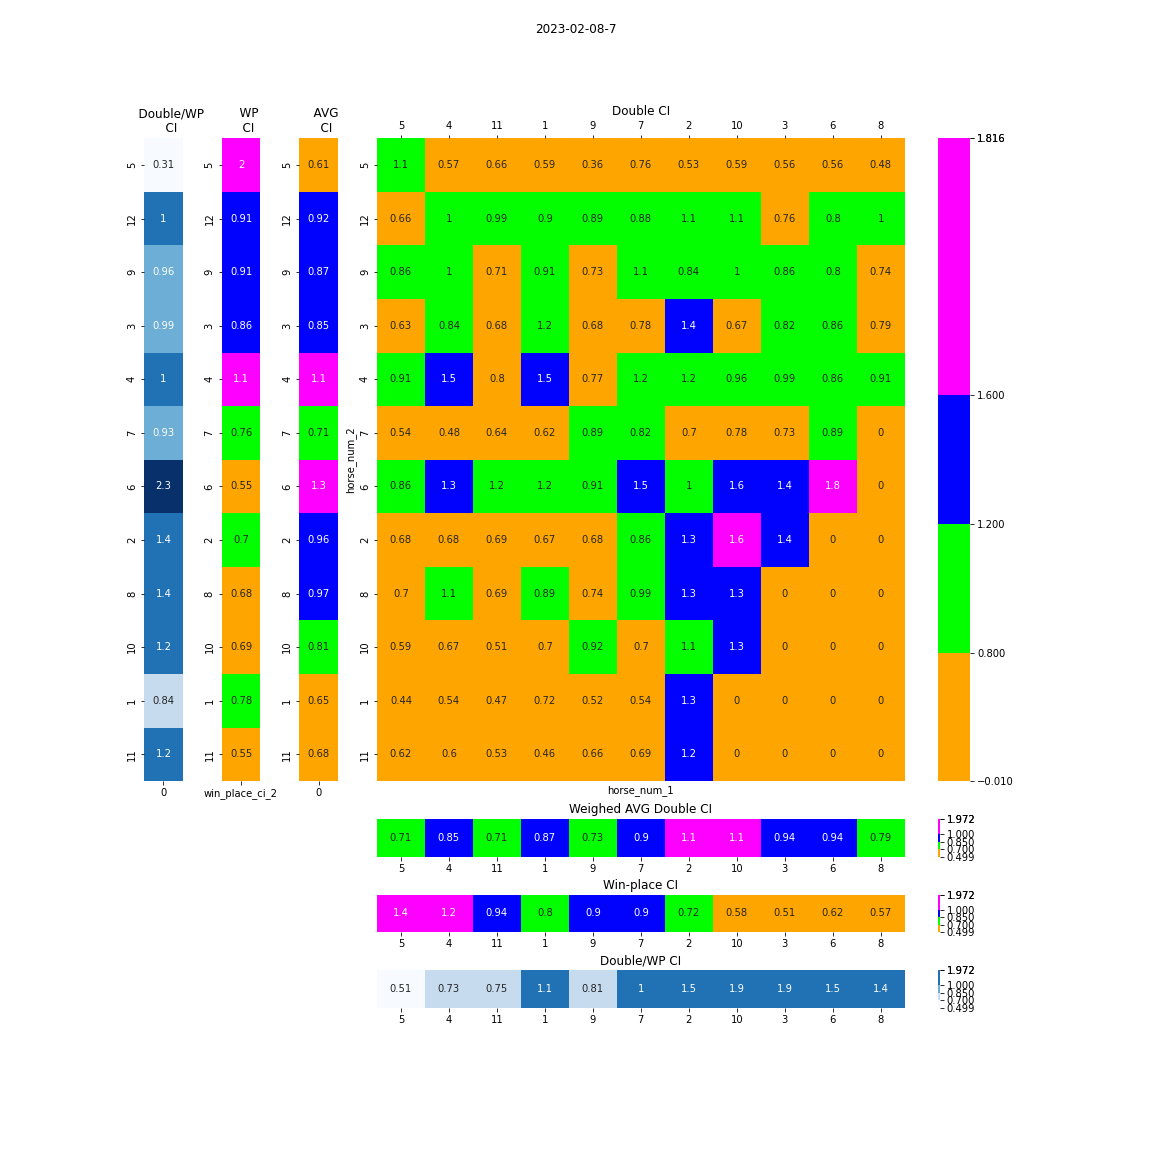 2023-02-08-7
Double/WP CI
WP CI
AVG CI
Double CI
5 4 11 1 9 7 2 10 3 6 8
5 0.31 5 2 5 0.61 5 1.1 0.57 0.66 0.59 0.36 0.76 0.53 0.59 0.56 0.56 0.48
12 1 12 0.91 12 0.92 12 0.66 1 0.99 0.9 0.89 0.88 1.1 1.1 0.76 0.8 1
9 0.96 9 0.91 9 0.87 9 0.86 1 0.71 0.91 0.73 1.1 0.84 1 0.86 0.8 0.74
3 0.99 3 0.86 3 0.85 3 0.63 0.84 0.68 1.2 0.68 0.78 1.4 0.67 0.82 0.86 0.79
4 1 4 1.1 4 1.1 4 0.91 1.5 0.8 1.5 0.77 1.2 1.2 0.96 0.99 0.86 0.91
7 0.93 7 0.76 7 0.71 7 0.54 0.48 0.64 0.62 0.89 0.82 0.7 0.78 0.73 0.89 0
horse_num_2
6 2.3 6 0.55 6 1.3 6 0.86 1.3 1.2 1.2 0.91 1.5 1 1.6 1.4 1.8 0
2 1.4 2 0.7 2 0.96 2 0.68 0.68 0.69 0.67 0.68 0.86 1.3 1.6 1.4 0 0
8 1.4 8 0.68 8 0.97 8 0.7 1.1 0.69 0.89 0.74 0.99 1.3 1.3 0 0 0
10 1.2 10 0.69 10 0.81 10 0.59 0.67 0.51 0.7 0.92 0.7 1.1 1.3 0 0 0
1 0.84 1 0.78 1 0.65 1 0.44 0.54 0.47 0.72 0.52 0.54 1.3 0 0 0 0
11 1.2 11 0.55 11 0.68 11 0.62 0.6 0.53 0.46 0.66 0.69 1.2 0 0 0 0
0 win_place_ci_2 0 horse_num_1
1.816
1.600
1.200
0.800
−0.010
Weighed AVG Double CI
0.71 0.85 0.71 0.87 0.73 0.9 1.1 1.1 0.94 0.94 0.79
5 4 11 1 9 7 2 10 3 6 8
1.972
1.000
0.850
0.700
0.499
Win-place CI
1.4 1.2 0.94 0.8 0.9 0.9 0.72 0.58 0.51 0.62 0.57
5 4 11 1 9 7 2 10 3 6 8
1.972
1.000
0.850
0.700
0.499
Double/WP CI
0.51 0.73 0.75 1.1 0.81 1 1.5 1.9 1.9 1.5 1.4
5 4 11 1 9 7 2 10 3 6 8
1.972
1.000
0.850
0.700
0.499